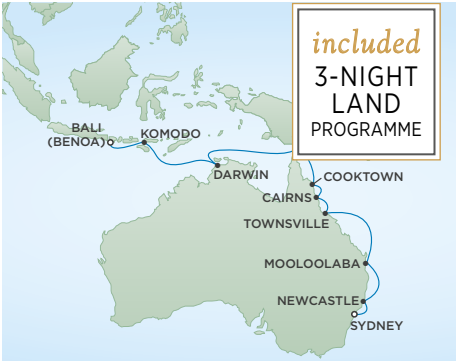 included
3-NIGHT
LAND
PROGRAMME
BALI
(BENOA)
KOMODO
DARWIN
COOKTOWN
CAIRNS
TOWNSVILLE
MOOLOOLABA
NEWCASTLE
SYDNEY